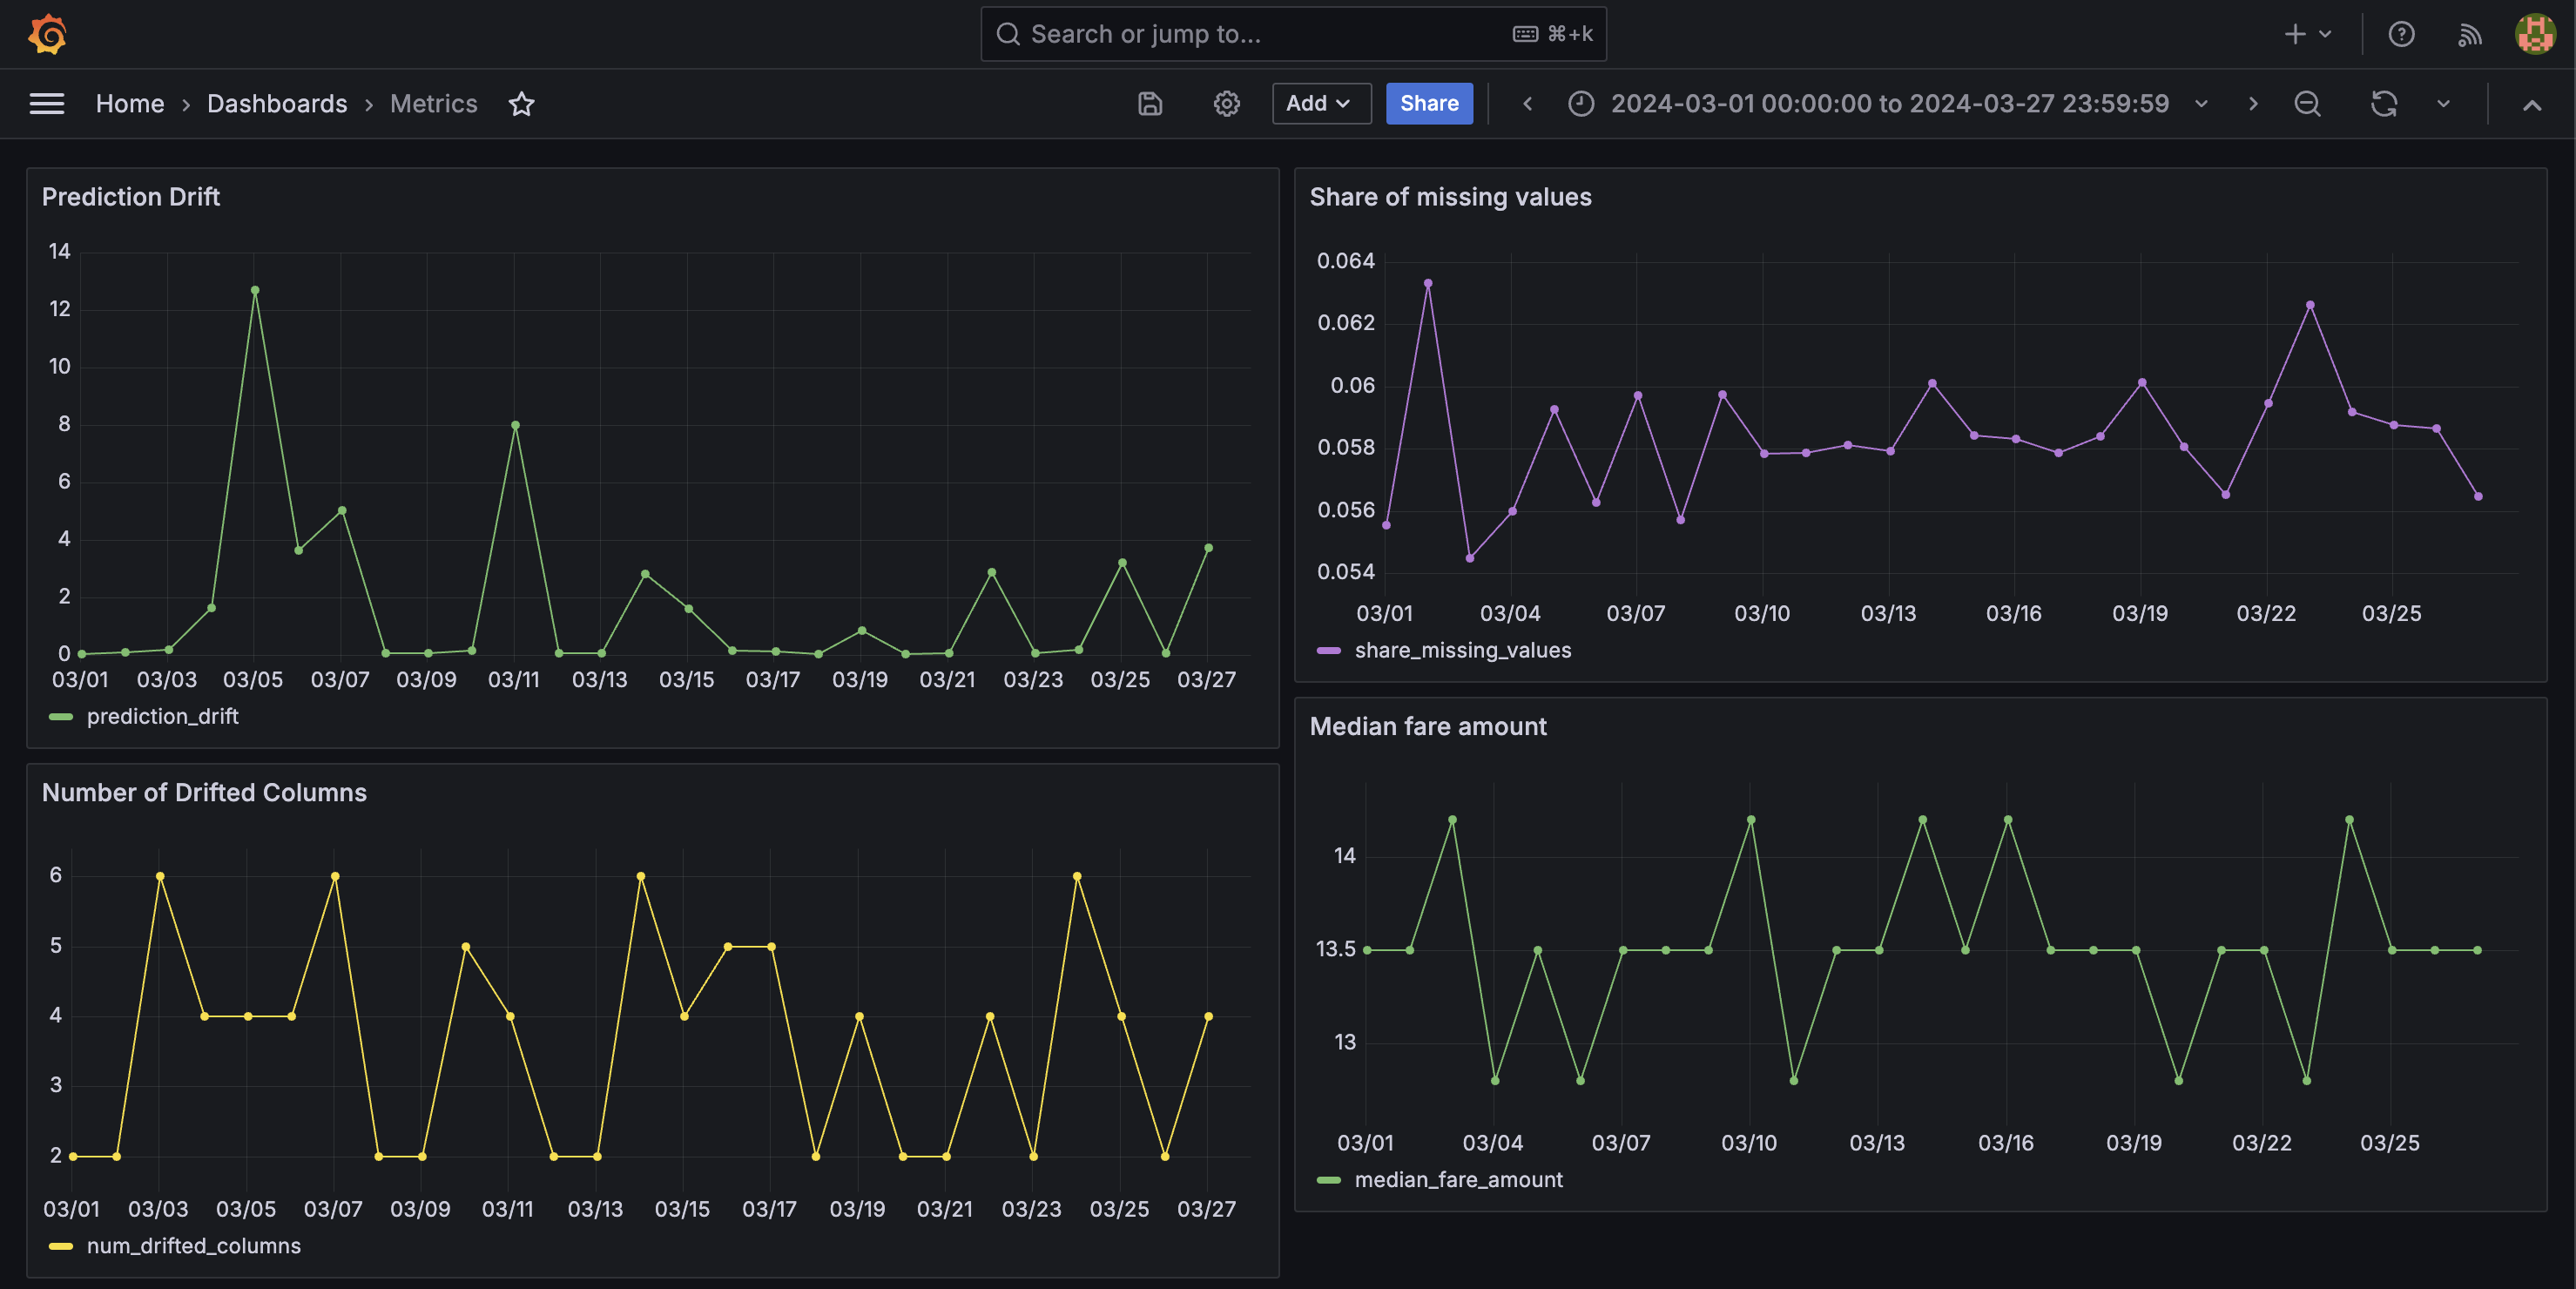 Search or jump to...
⌘+k
Home › Dashboards › Metrics
Add
Share
2024-03-01 00:00:00 to 2024-03-27 23:59:59
Prediction Drift
14
12
10
8
6
4
2
0
03/01 03/03 03/05 03/07 03/09 03/11 03/13 03/15 03/17 03/19 03/21 03/23 03/25 03/27
prediction_drift
Number of Drifted Columns
6
5
4
3
2
03/01 03/03 03/05 03/07 03/09 03/11 03/13 03/15 03/17 03/19 03/21 03/23 03/25 03/27
num_drifted_columns
Share of missing values
0.064
0.062
0.06
0.058
0.056
0.054
03/01 03/04 03/07 03/10 03/13 03/16 03/19 03/22 03/25
share_missing_values
Median fare amount
14
13.5
13
03/01 03/04 03/07 03/10 03/13 03/16 03/19 03/22 03/25
median_fare_amount